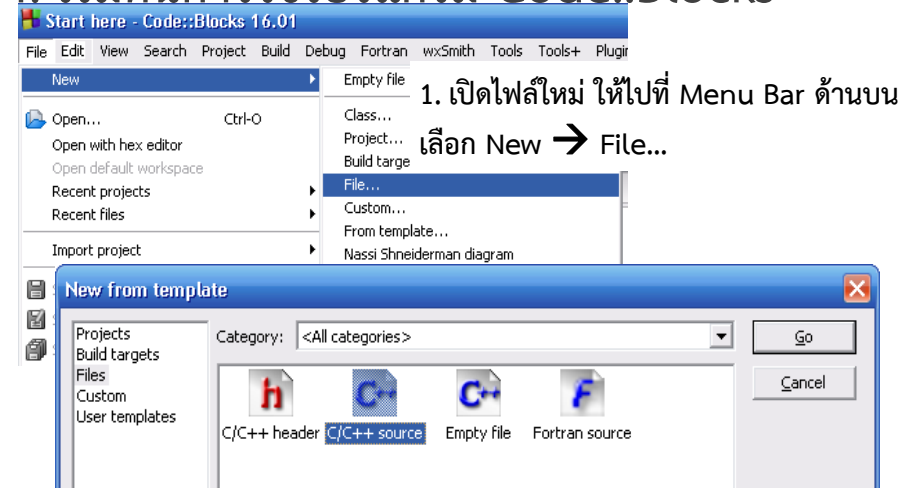 Code::Blocks
Start here - Code::Blocks 16.01
File Edit View Search Project Build Debug Fortran wxSmith Tools Tools+ Plugin
New
Empty file
1. เปิดไฟล์ใหม่ ให้ไปที่ Menu Bar ด้านบน
เลือก New → File...
Open... Ctrl-O
Class...
Open with hex editor
Project...
Open default workspace
Build targe
Recent projects
File...
Recent files
Custom...
From template...
Import project
Nassi Shneiderman diagram
New from template
Projects
Build targets
Files
Custom
User templates
Category: <All categories>
Go
Cancel
C/C++ header C/C++ source Empty file Fortran source